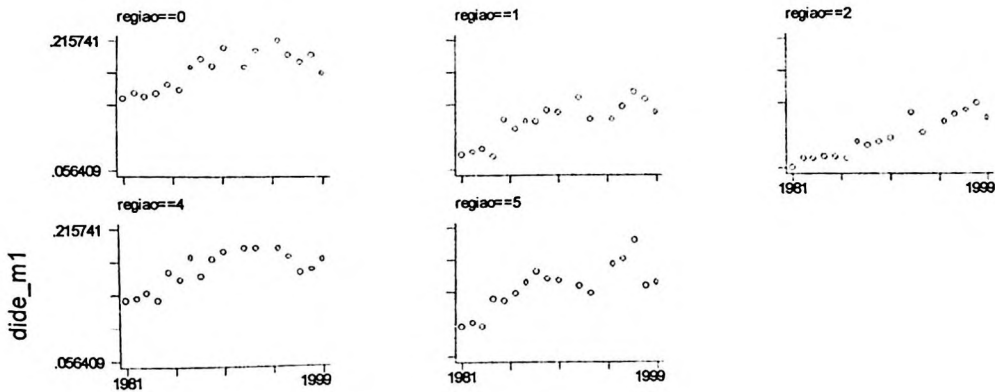 regiao==0
regiao==1
regiao==2
.215741
.056409
1981
1999
regiao==4
regiao==5
.215741
.056409
dide_m1
1981
1999
1981
1999